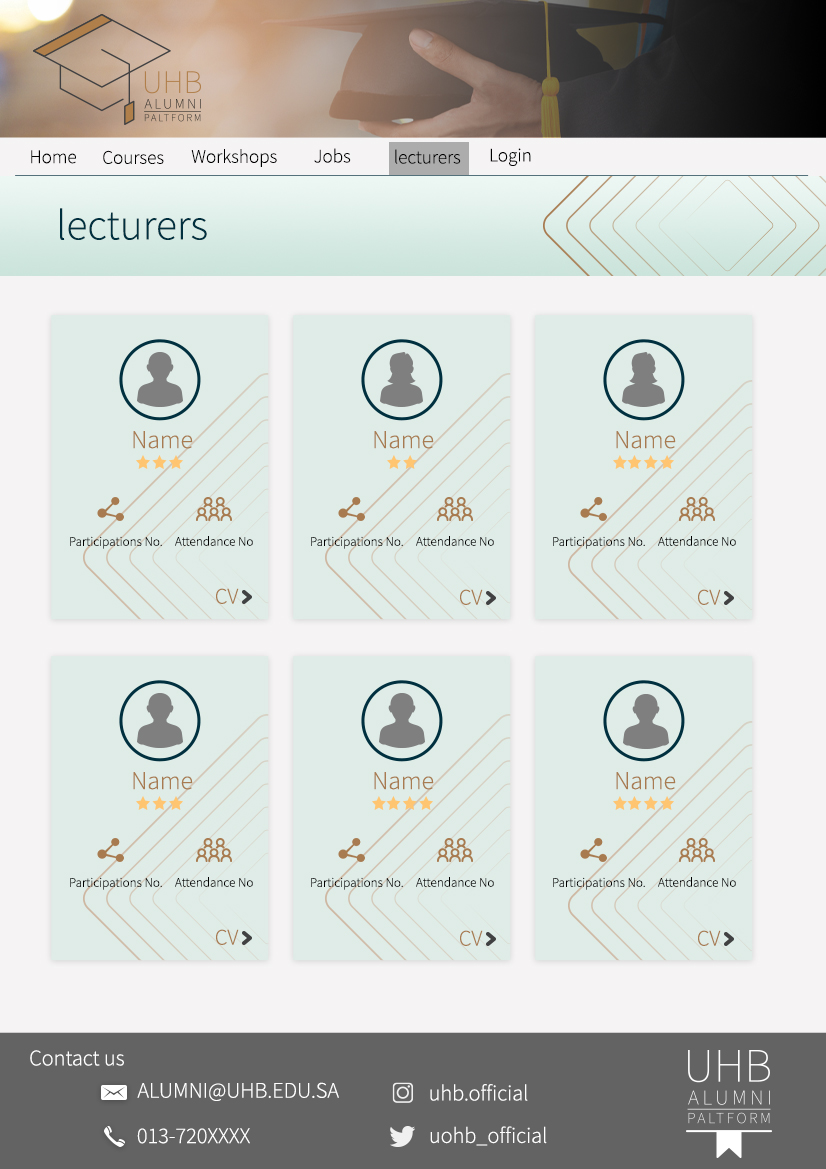 UHB
ALUMNI
PALTFORM
Home Courses Workshops Jobs lecturers Login
lecturers
Name
Participations No. Attendance No
CV
Name
Participations No. Attendance No
CV
Name
Participations No. Attendance No
CV
Name
Participations No. Attendance No
CV
Name
Participations No. Attendance No
CV
Name
Participations No. Attendance No
CV
Contact us
ALUMNI@UHB.EDU.SA
013-720XXXX
uhb.official
uohb_official
UHB
ALUMNI
PALTFORM